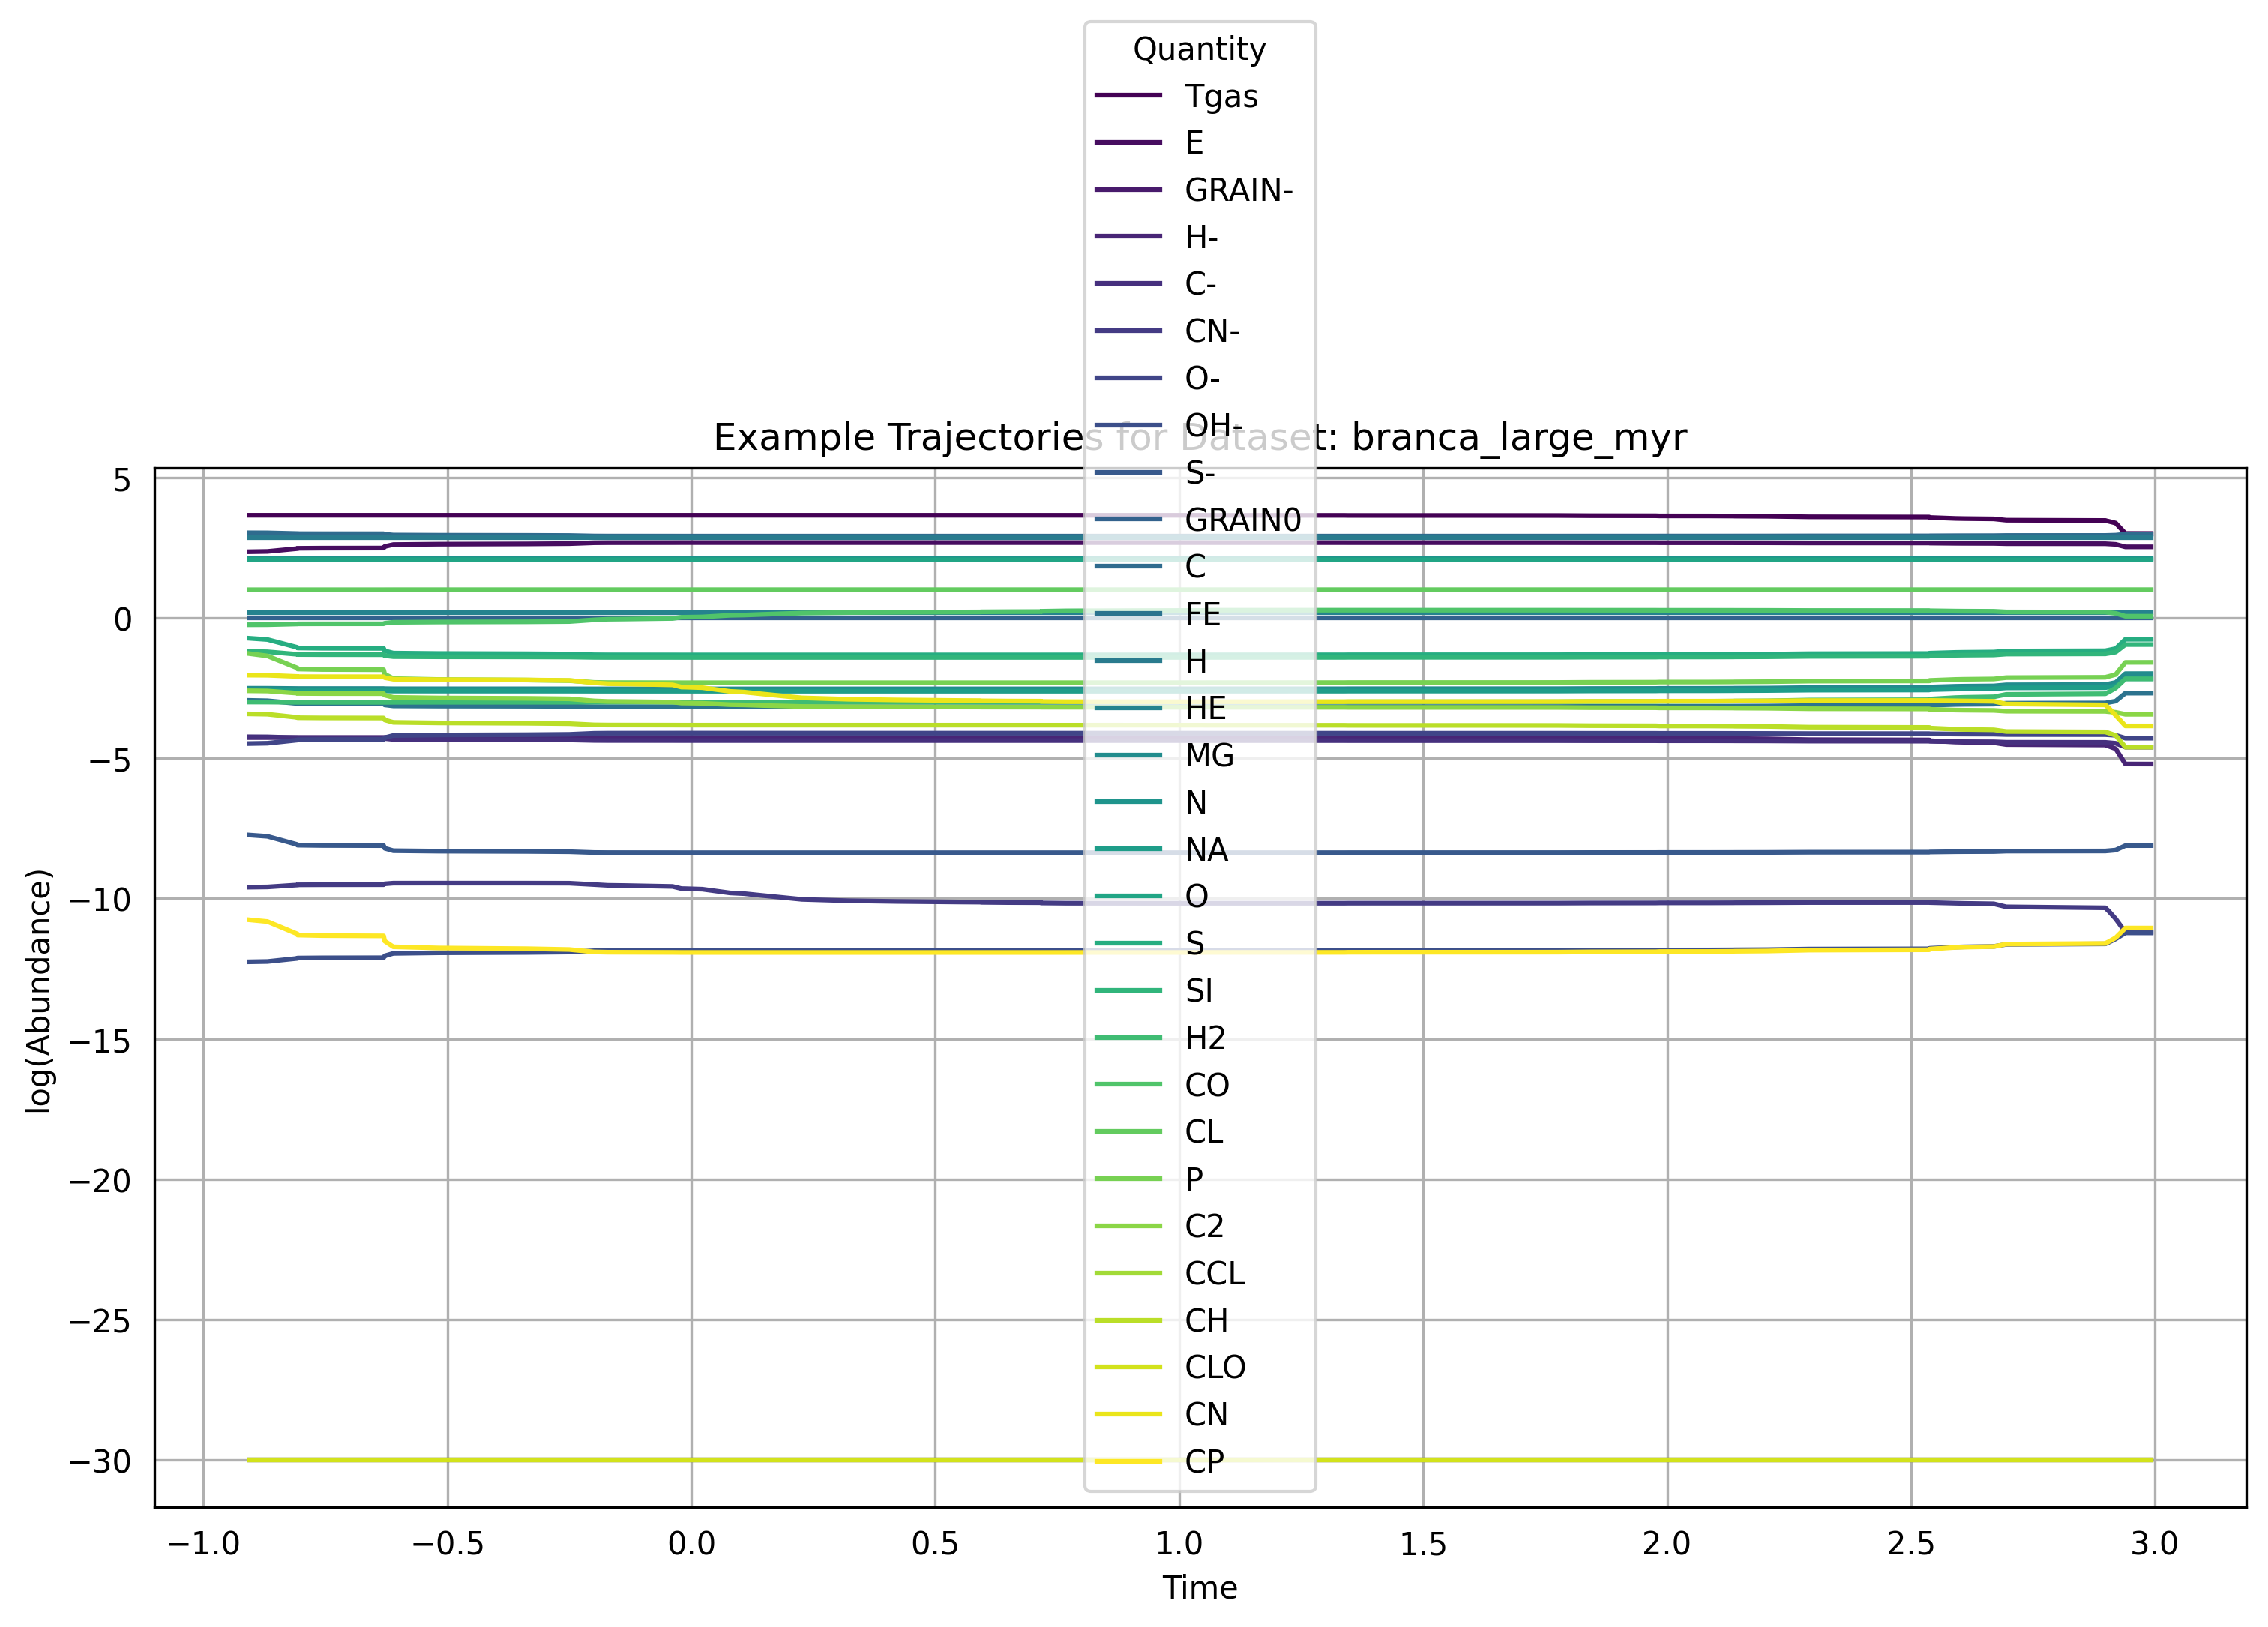 Quantity
Tgas
E
GRAIN-
H-
C-
CN-
O-
OH-
S-
GRAIN0
C
FE
H
HE
MG
N
NA
O
S
SI
H2
CO
CL
P
C2
CCL
CH
CLO
CN
CP
Example Trajectories for Dataset: branca_large_myr
5
0
−5
−10
−15
−20
−25
−30
log(Abundance)
−1.0 −0.5 0.0 0.5 1.0 1.5 2.0 2.5 3.0
Time